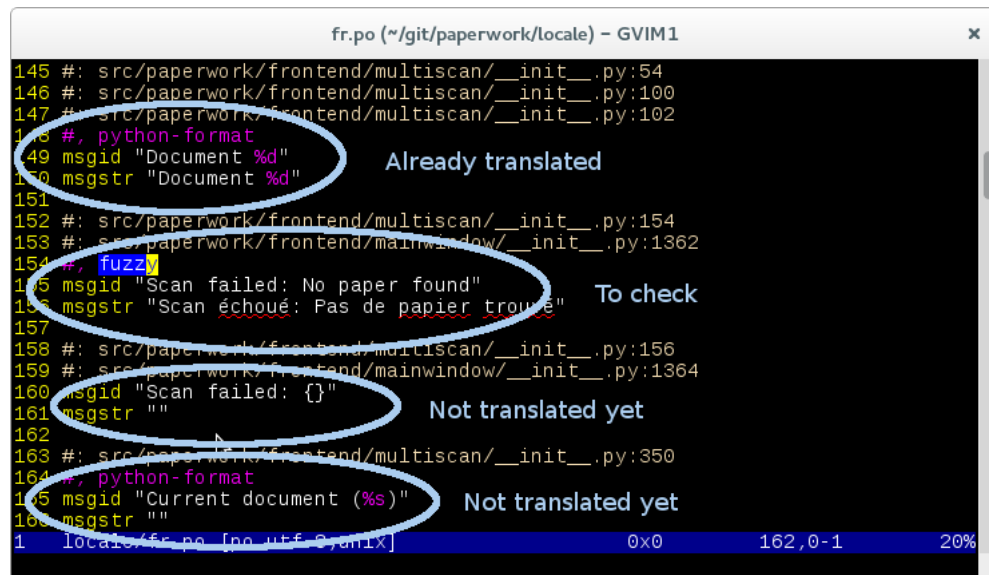 fr.po (~/git/paperwork/locale) – GVIM1 ×
145 #: src/paperwork/frontend/multiscan/__init__.py:54
146 #: src/paperwork/frontend/multiscan/__init__.py:100
147 #: src/paperwork/frontend/multiscan/__init__.py:102
148 #, python-format
149 msgid "Document %d"
Already translated
150 msgstr "Document %d"
151
152 #: src/paperwork/frontend/multiscan/__init__.py:154
153 #: src/paperwork/frontend/mainwindow/__init__.py:1362
154 #, fuzzy
155 msgid "Scan failed: No paper found"
To check
156 msgstr "Scan échoué: Pas de papier trouvé"
157
158 #: src/paperwork/frontend/multiscan/__init__.py:156
159 #: src/paperwork/frontend/mainwindow/__init__.py:1364
160 msgid "Scan failed: {}"
161 msgstr ""
Not translated yet
162
163 #: src/paperwork/frontend/multiscan/__init__.py:350
164 #, python-format
165 msgid "Current document (%s)"
Not translated yet
166 msgstr ""
1 locale/fr.po [po,utf-8,unix] 0x0 162,0-1 20%